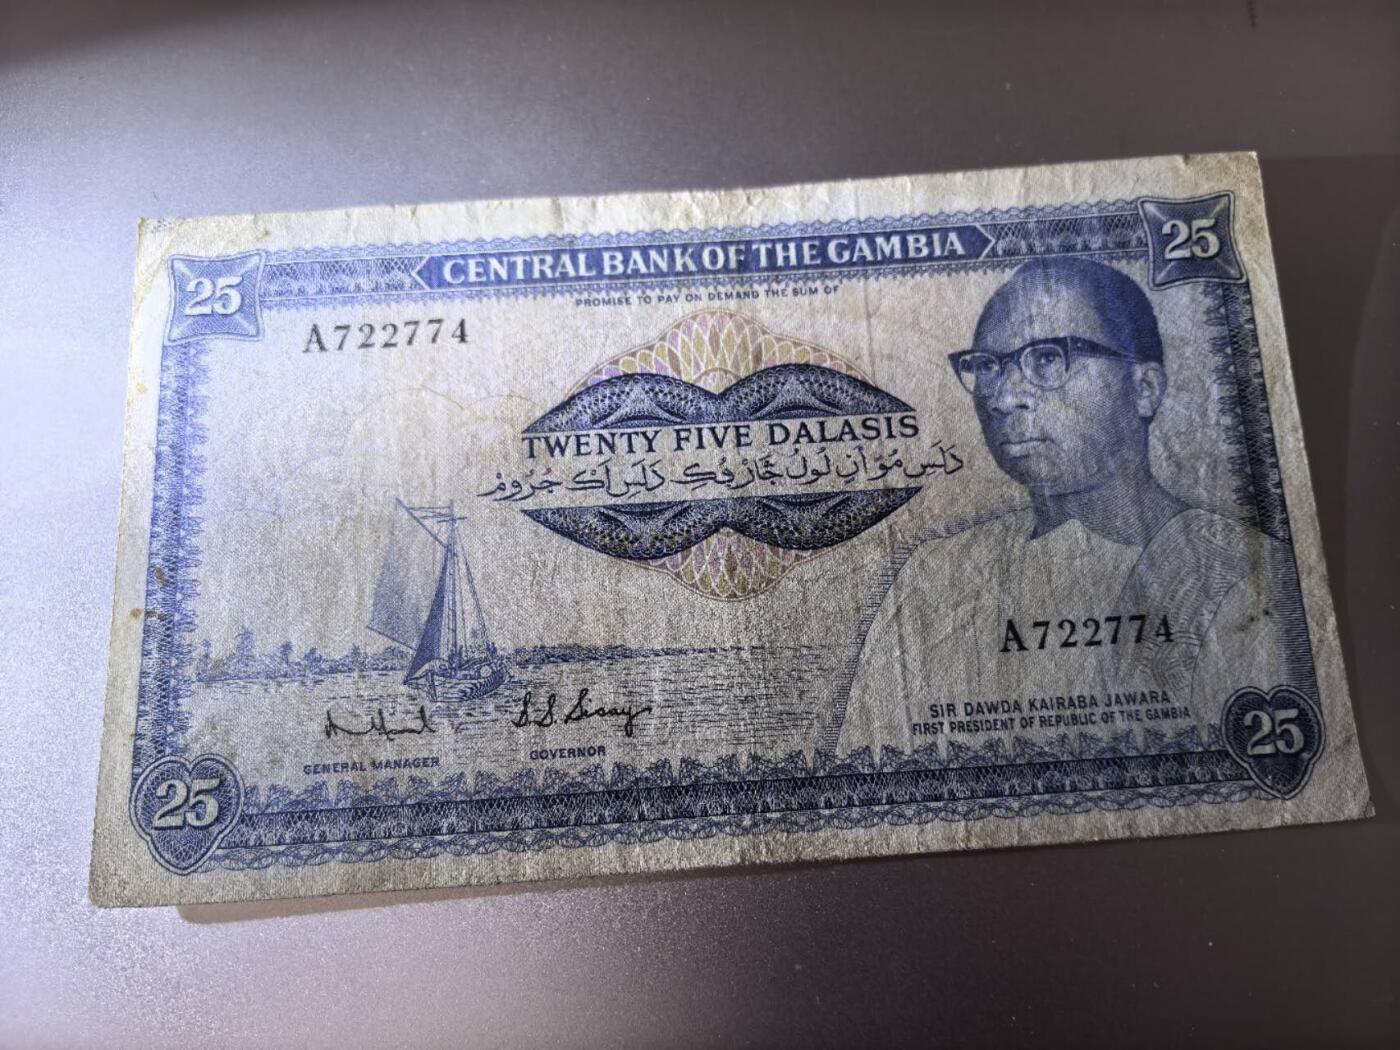 25
CENTRAL BANK OF THE GAMBIA
25
PROMISE TO PAY ON DEMAND THE SUM OF
A722774
TWENTY FIVE DALASIS
A722774
SIR DAWDA KAIRABA JAWARA
FIRST PRESIDENT OF REPUBLIC OF THE GAMBIA
S.S. Sisay
GENERAL MANAGER
GOVERNOR
25
25